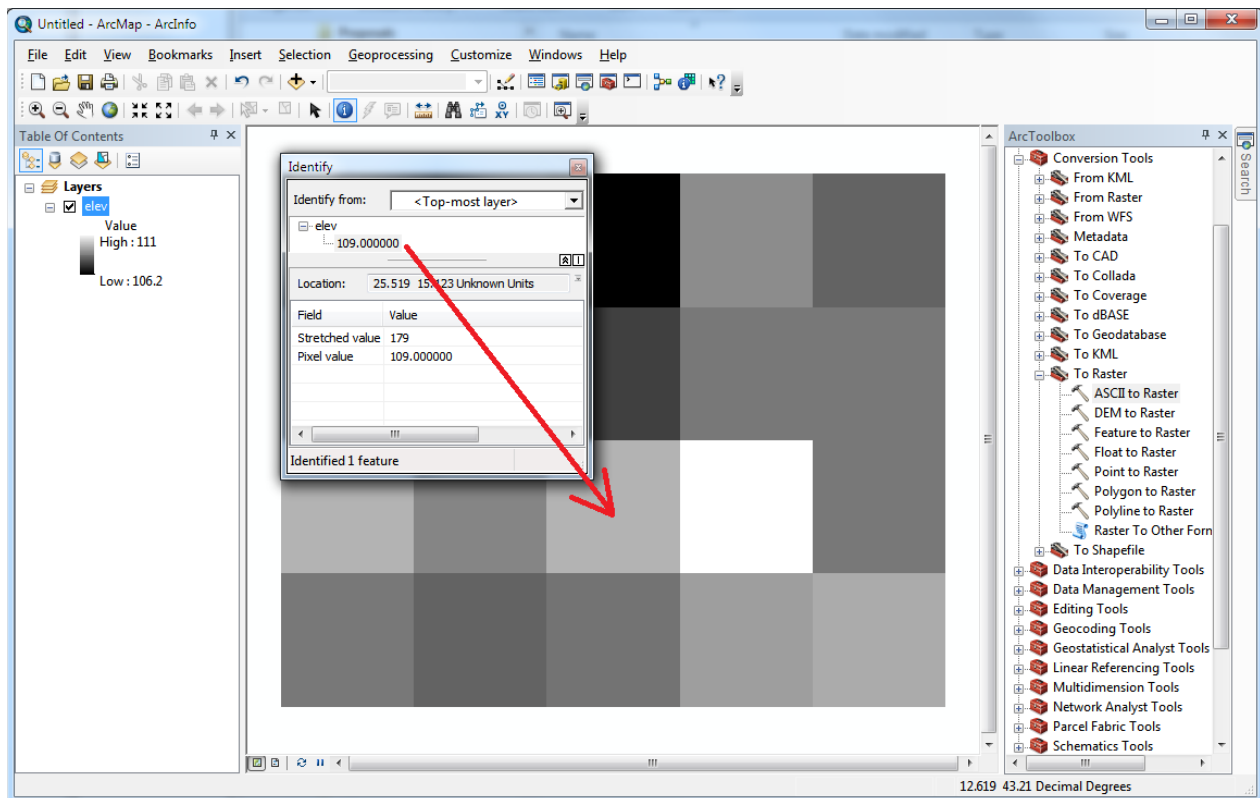 Untitled - ArcMap - ArcInfo
File Edit View Bookmarks Insert Selection Geoprocessing Customize Windows Help
Table Of Contents
Layers
elev
Value
High : 111
Low : 106.2
Identify
Identify from: <Top-most layer>
elev
109.000000
Location: 25.519 15.123 Unknown Units
Field Value
Stretched value 179
Pixel value 109.000000
Identified 1 feature
ArcToolbox
Conversion Tools
From KML
From Raster
From WFS
Metadata
To CAD
To Collada
To Coverage
To dBASE
To Geodatabase
To KML
To Raster
ASCII to Raster
DEM to Raster
Feature to Raster
Float to Raster
Point to Raster
Polygon to Raster
Polyline to Raster
Raster To Other Forn
To Shapefile
Data Interoperability Tools
Data Management Tools
Editing Tools
Geocoding Tools
Geostatistical Analyst Tools
Linear Referencing Tools
Multidimension Tools
Network Analyst Tools
Parcel Fabric Tools
Schematics Tools
Search
12.619 43.21 Decimal Degrees